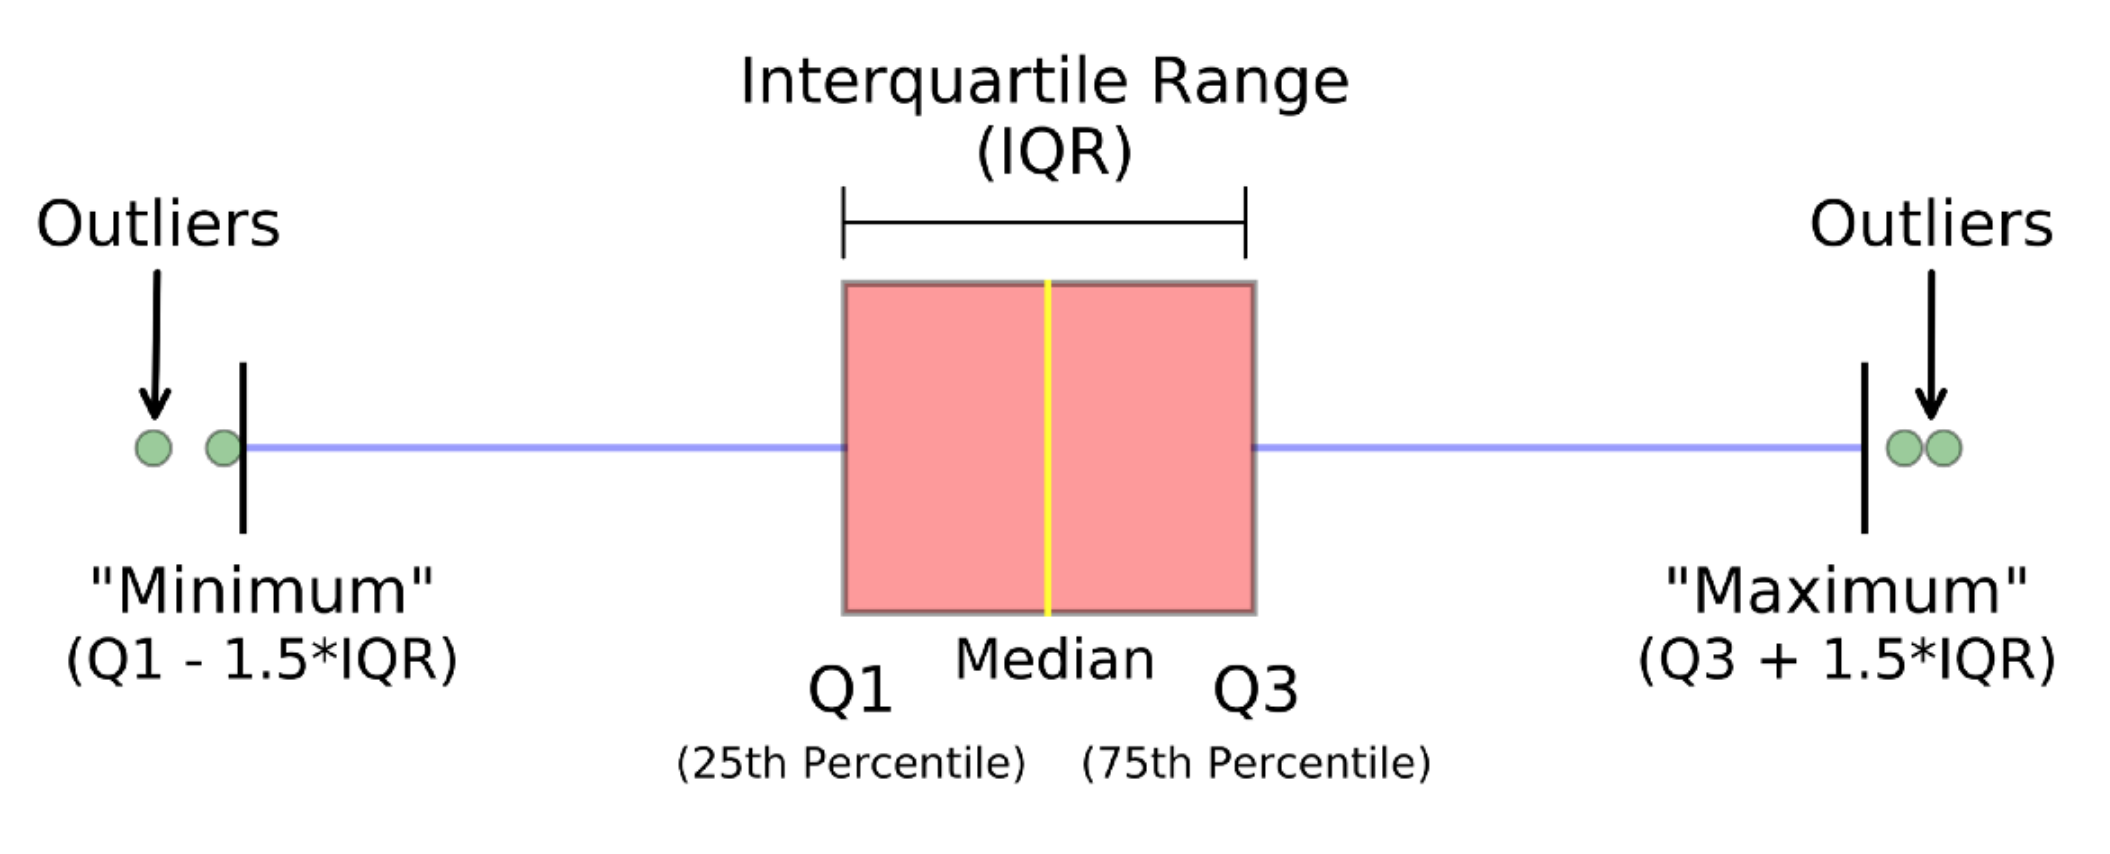 Interquartile Range
(IQR)
Outliers
Outliers
"Minimum"
(Q1 - 1.5*IQR)
"Maximum"
(Q3 + 1.5*IQR)
Median
Q1
Q3
(25th Percentile)
(75th Percentile)